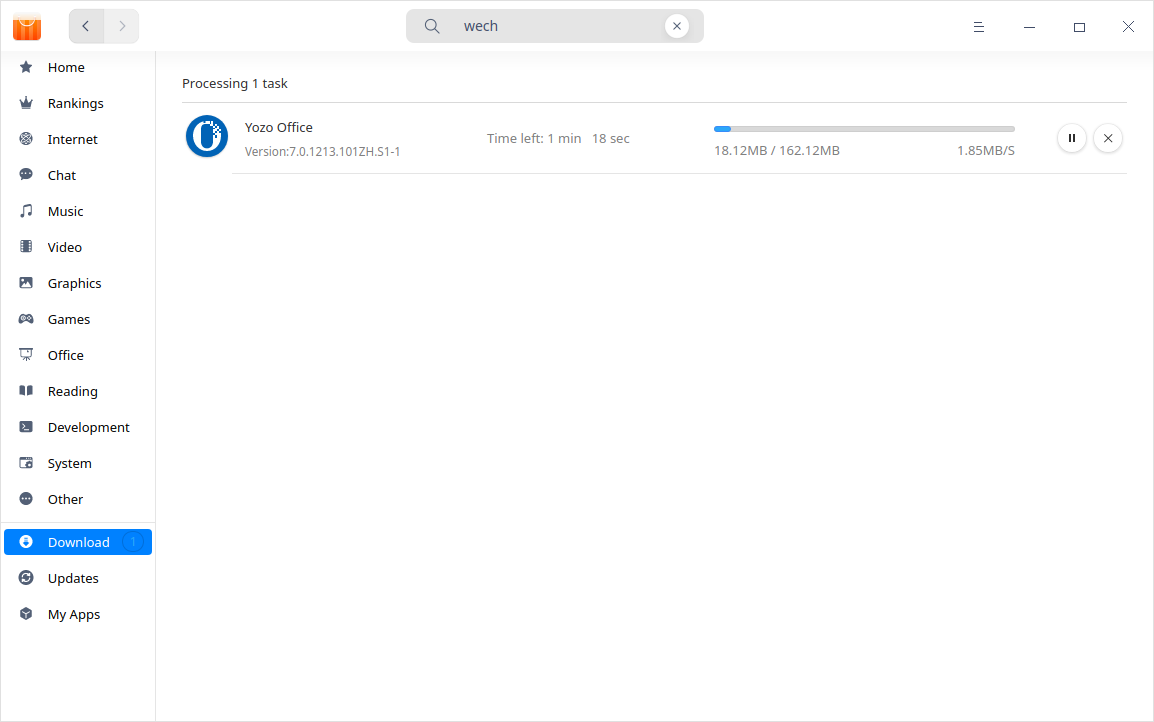 wech
Home
Rankings
Internet
Chat
Music
Video
Graphics
Games
Office
Reading
Development
System
Other
Download 1
Updates
My Apps
Processing 1 task
Yozo Office
Version:7.0.1213.101ZH.S1-1
Time left: 1 min 18 sec
18.12MB / 162.12MB 1.85MB/S